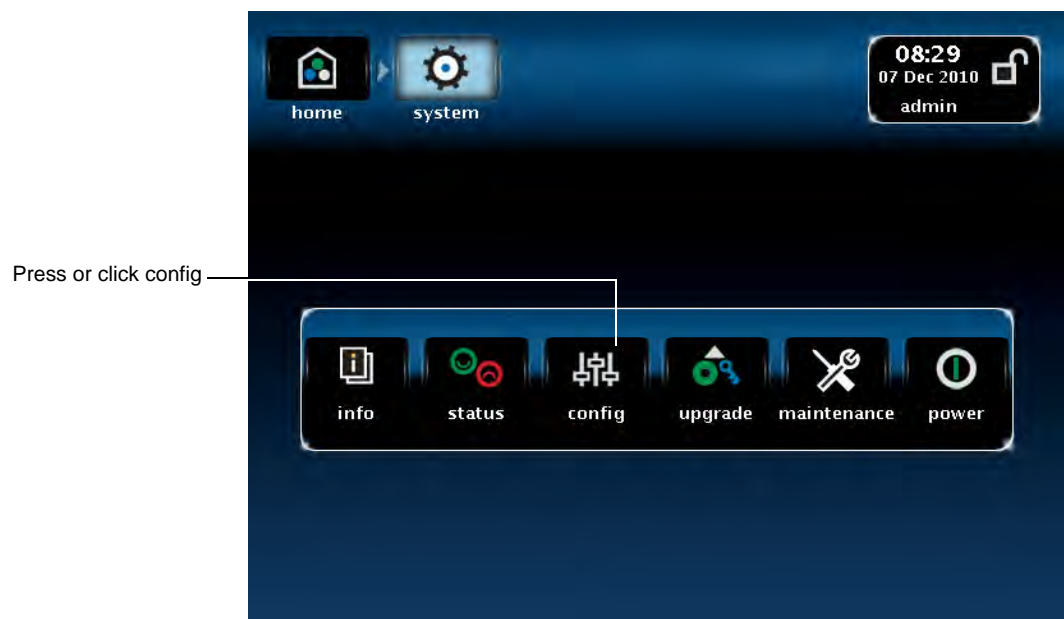 08:29
07 Dec 2010
admin
home
system
Press or click config
info
status
config
upgrade
maintenance
power